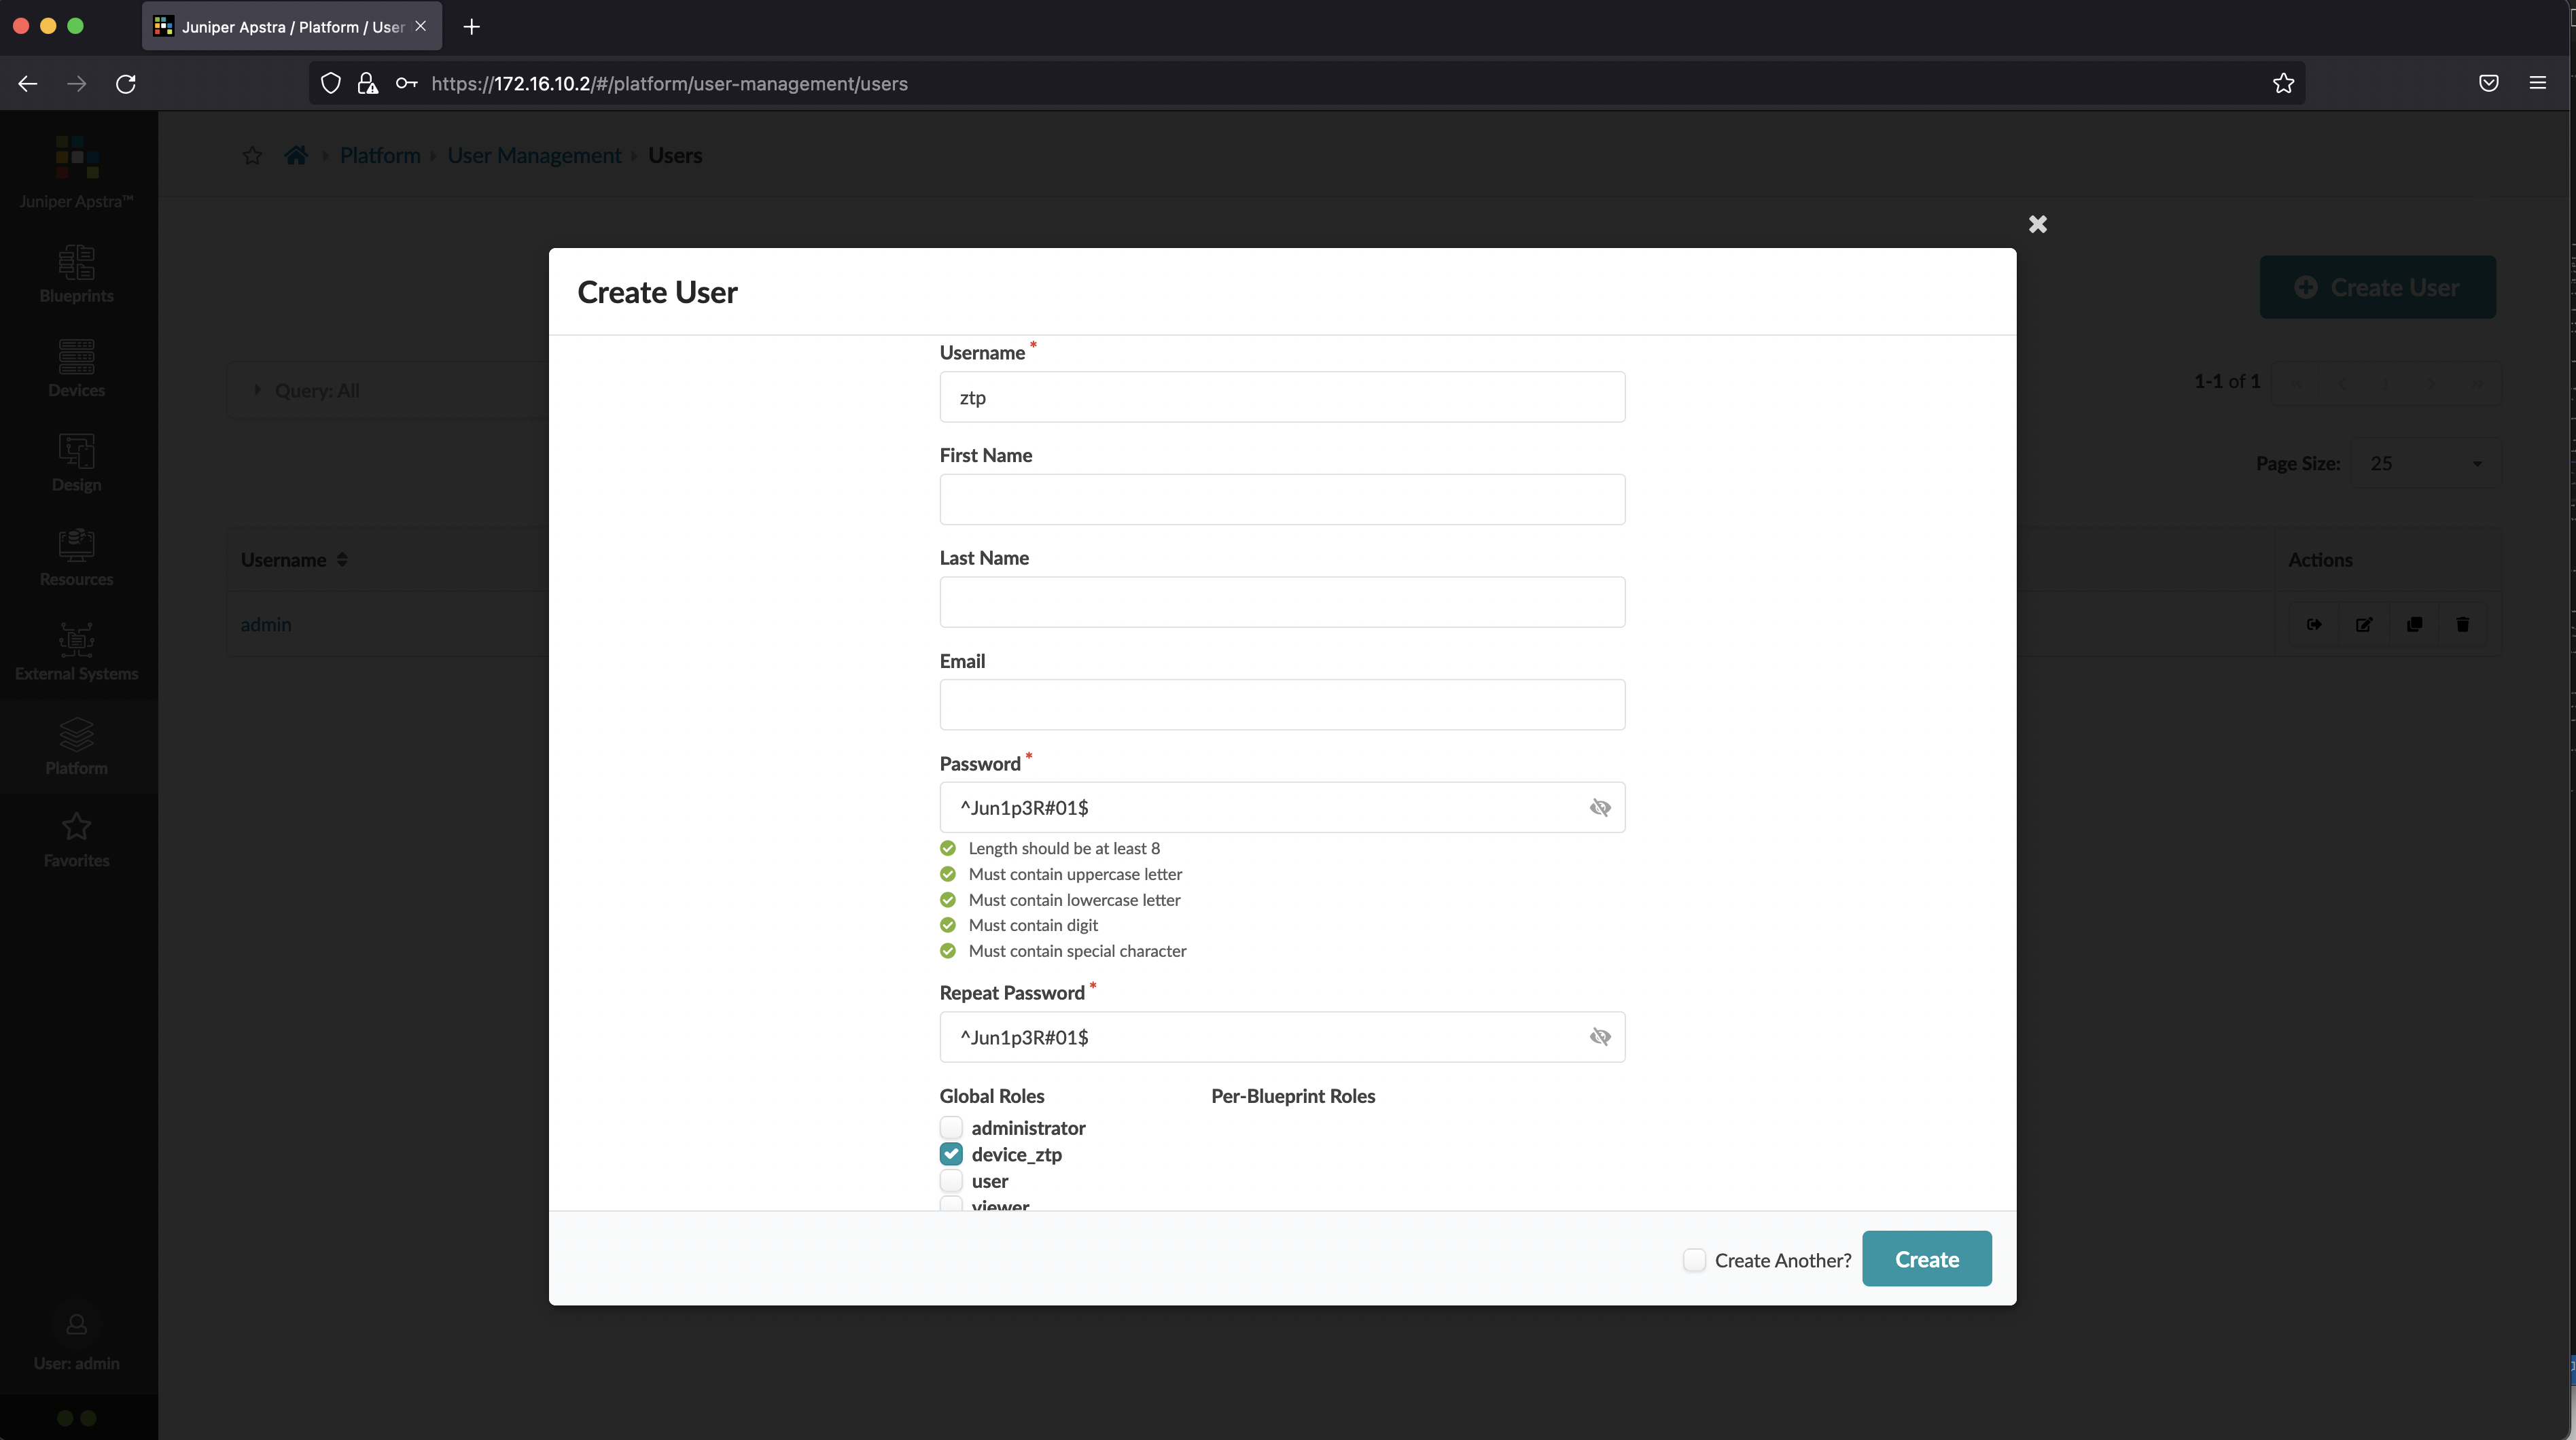 Juniper Apstra / Platform / User
https://172.16.10.2/#/platform/user-management/users
Juniper Apstra™
Blueprints
Devices
Design
Resources
External Systems
Platform
Favorites
User: admin
Platform
User Management
Users
Create User
Query: All
1-1 of 1
Page Size: 25
Username
Actions
admin
Create User
Username *
ztp
First Name
Last Name
Email
Password *
^Jun1p3R#01$
Length should be at least 8
Must contain uppercase letter
Must contain lowercase letter
Must contain digit
Must contain special character
Repeat Password *
^Jun1p3R#01$
Global Roles
Per-Blueprint Roles
administrator
device_ztp
user
viewer
Create Another?
Create